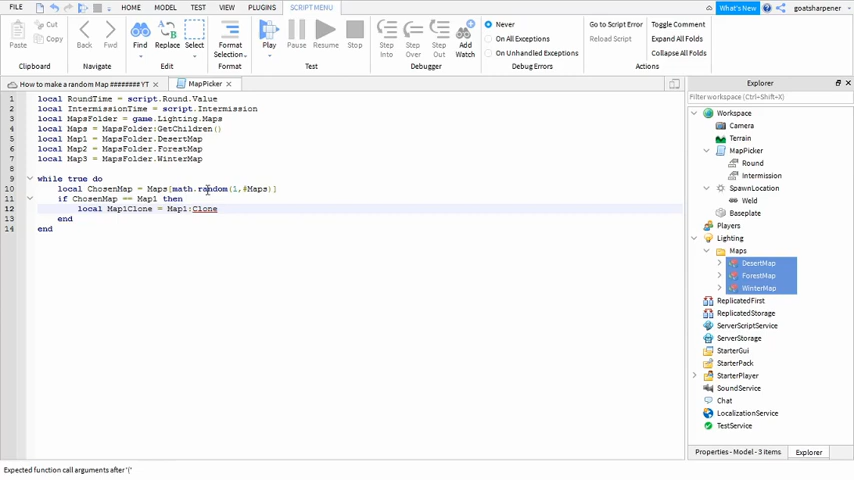 FILE HOME MODEL TEST VIEW PLUGINS SCRIPT MENU What's New goatsharpener
Paste Cut Copy Back Forward Find Replace Select Format Selection Play Pause Resume Stop Step Into Step Over Step Out Add Watch Never On All Exceptions On Unhandled Exceptions Go to Script Error Reload Script Toggle Comment Expand All Folds Collapse All Folds
Clipboard Navigate Edit Format Test Debugger Debug Errors Actions
How to make a random Map ####### YT MapPicker Explorer
Filter workspace (Ctrl+Shift+X)
1 local RoundTime = script.Round.Value
2 local IntermissionTime = script.Intermission
3 local MapsFolder = game.Lighting.Maps
4 local Maps = MapsFolder:GetChildren()
5 local Map1 = MapsFolder.DesertMap
6 local Map2 = MapsFolder.ForestMap
7 local Map3 = MapsFolder.WinterMap
8
9 while true do
10 local ChosenMap = Maps[math.random(1,#Maps)]
11 if ChosenMap == Map1 then
12 local Map1Clone = Map1:Clone
13 end
14 end
Workspace
Camera
Terrain
MapPicker
Round
Intermission
SpawnLocation
Weld
Baseplate
Players
Lighting
Maps
DesertMap
ForestMap
WinterMap
ReplicatedFirst
ReplicatedStorage
ServerScriptService
ServerStorage
StarterGui
StarterPack
StarterPlayer
SoundService
Chat
LocalizationService
TestService
Properties - Model - 3 items Explorer
Expected function call arguments after '('